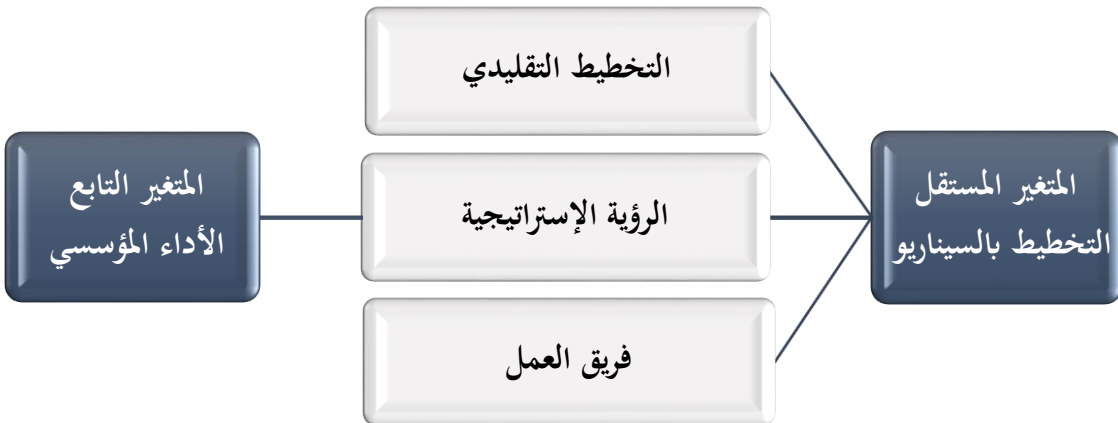 المتغير المستقل
التخطيط بالسيناريو
التخطيط التقليدي
الرؤية الإستراتيجية
فريق العمل
المتغير التابع
الأداء المؤسسي